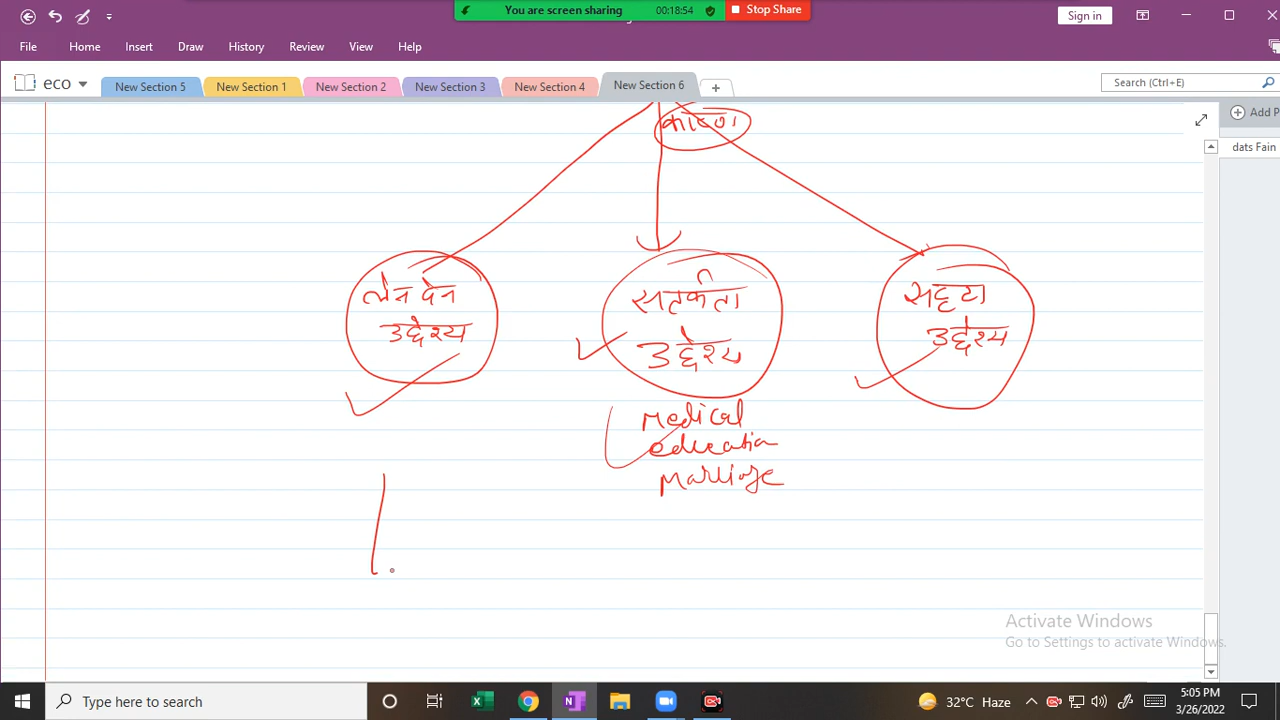 You are screen sharing 00:18:54 Stop Share
Sign in
File Home Insert Draw History Review View Help
eco New Section 5 New Section 1 New Section 2 New Section 3 New Section 4 New Section 6 Search (Ctrl+E)
Add P
dats Fain
कारण
लेन देन
उद्देश्य
सतर्कता
उद्देश्य
सट्टा
उद्देश्य
Medical
education
Marriage
Activate Windows
Go to Settings to activate Windows.
Type here to search
32°C Haze
5:05 PM
3/26/2022